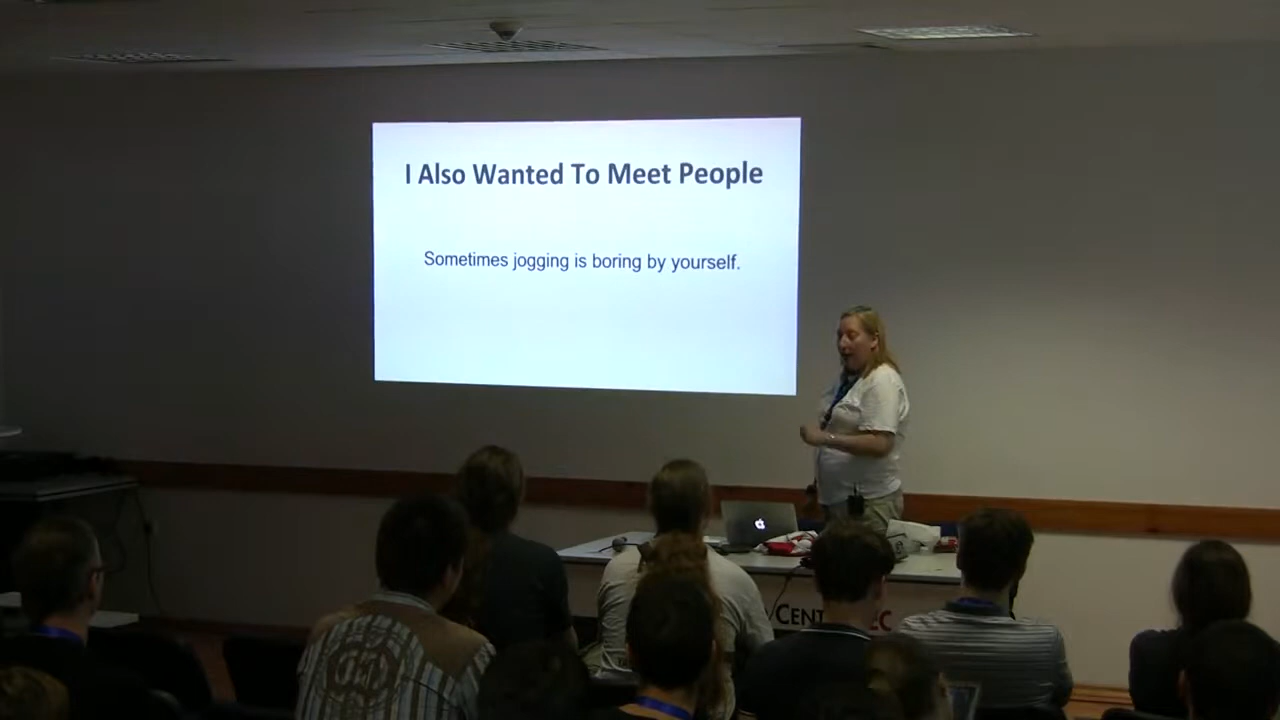 I Also Wanted To Meet People
Sometimes jogging is boring by yourself.